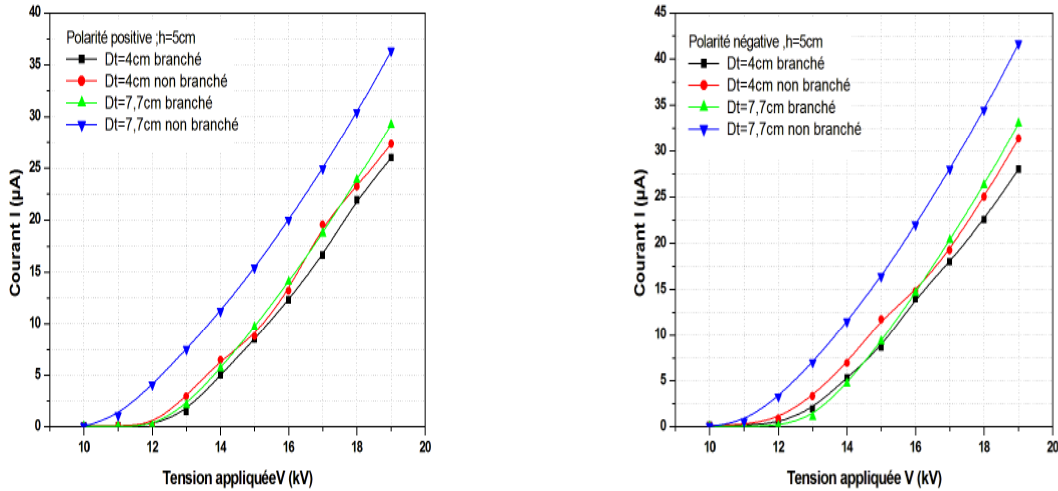 40
35
30
25
20
15
10
5
0
Courant I (µA)
Polarité positive ;h=5cm
Dt=4cm branché
Dt=4cm non branché
Dt=7,7cm branché
Dt=7,7cm non branché
10 12 14 16 18 20
Tension appliquéeV (kV)
45
40
35
30
25
20
15
10
5
0
Courant I (µA)
Polarité négative ,h=5cm
Dt=4cm branché
Dt=4cm non branché
Dt=7,7cm branché
Dt=7,7cm non branché
10 12 14 16 18 20
Tension appliquée V (kV)